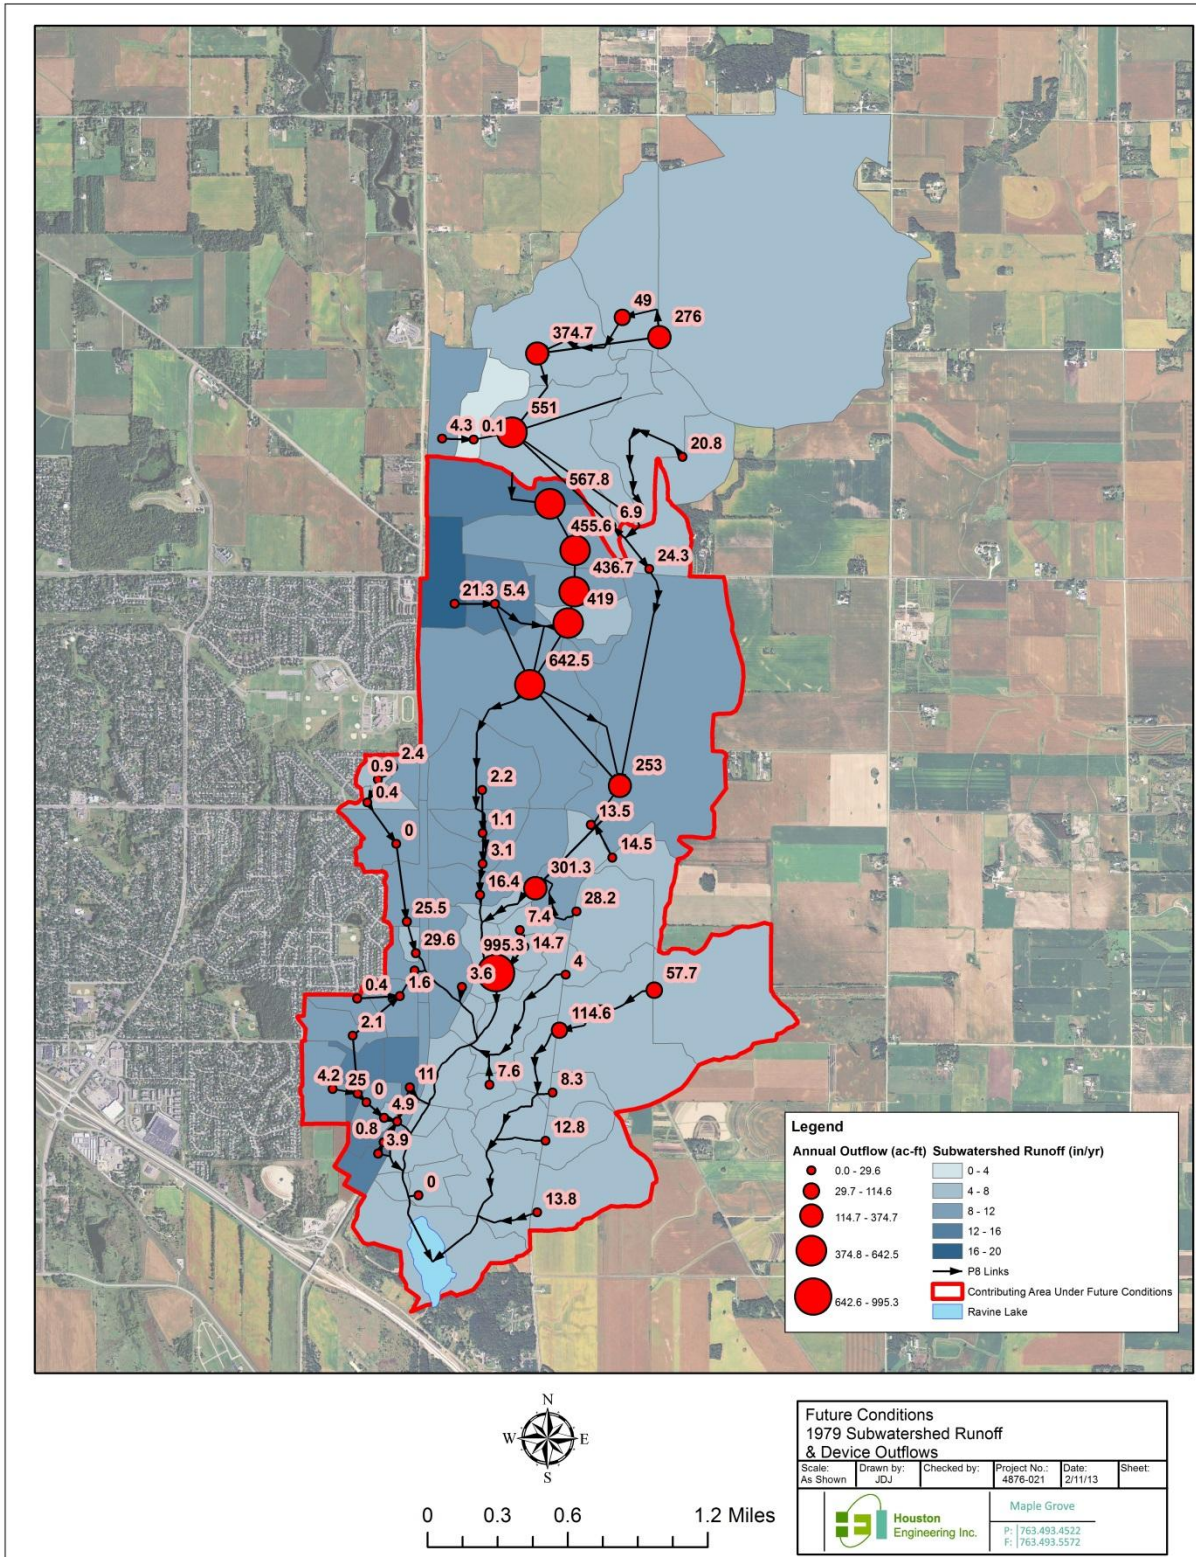 49
276
374.7
551
4.3
0.1
20.8
567.8
6.9
455.6
24.3
436.7
21.3
5.4
419
642.5
2.4
0.9
253
2.2
0.4
13.5
1.1
0
14.5
3.1
301.3
16.4
28.2
25.5
7.4
995.3
14.7
29.6
4
3.6
57.7
1.6
0.4
114.6
2.1
4.2
25
0
11
7.6
8.3
4.9
0.8
3.9
12.8
0
13.8
Legend
Annual Outflow (ac-ft)
0.0 - 29.6
29.7 - 114.6
114.7 - 374.7
374.8 - 642.5
642.6 - 995.3
Subwatershed Runoff (in/yr)
0 - 4
4 - 8
8 - 12
12 - 16
16 - 20
P8 Links
Contributing Area Under Future Conditions
Ravine Lake
N
W
E
S
0
0.3
0.6
1.2 Miles
Future Conditions
1979 Subwatershed Runoff
& Device Outflows
Scale:
As Shown
Drawn by:
JDJ
Checked by:
Project No.:
4876-021
Date:
2/11/13
Sheet:
Houston
Engineering Inc.
Maple Grove
P: 763.493.4522
F: 763.493.5572